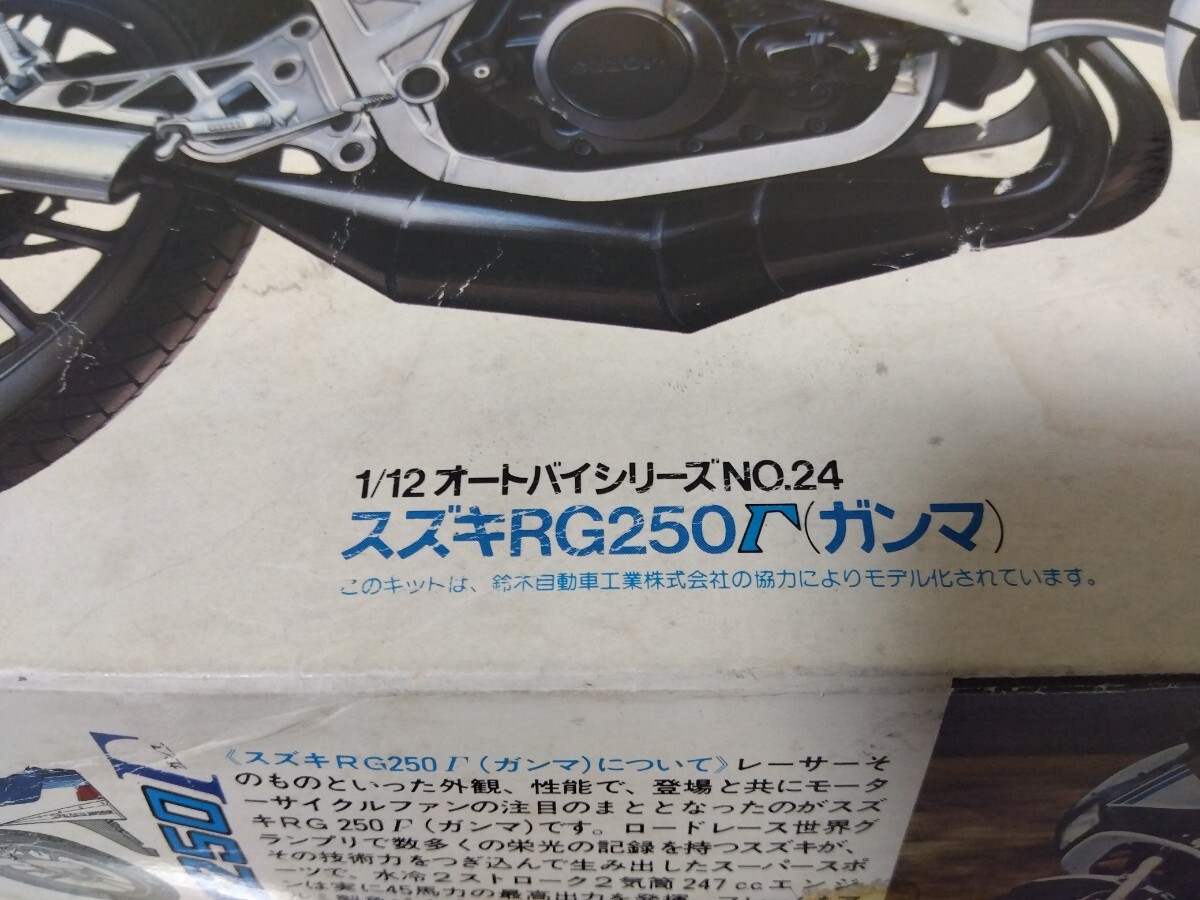 SUZUKI
1/12 オートバイシリーズNO.24
スズキRG250Γ(ガンマ)
このキットは、鈴木自動車工業株式会社の協力によりモデル化されています。
250Γ
《スズキRG250Γ(ガンマ)について》レーサーそ
のものといった外観、性能で、登場と共にモータ
ーサイクルファンの注目のまととなったのがスズ
キRG250Γ(ガンマ)です。ロードレース世界グ
ランプリで数多くの栄光の記録を持つスズキが、
その技術力をつぎ込んで生み出したスーパースポ
ーツで、水冷2ストローク2気筒247ccエンジ
ンは実に45馬力の最高出力を発揮